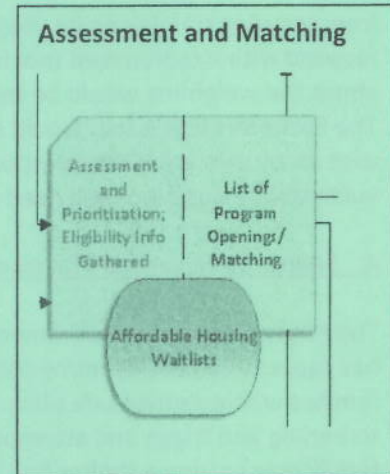 Assessment and Matching
Assessment
and
Prioritization;
Eligibility Info
Gathered
List of
Program
Openings/
Matching
Affordable Housing
Waitlists